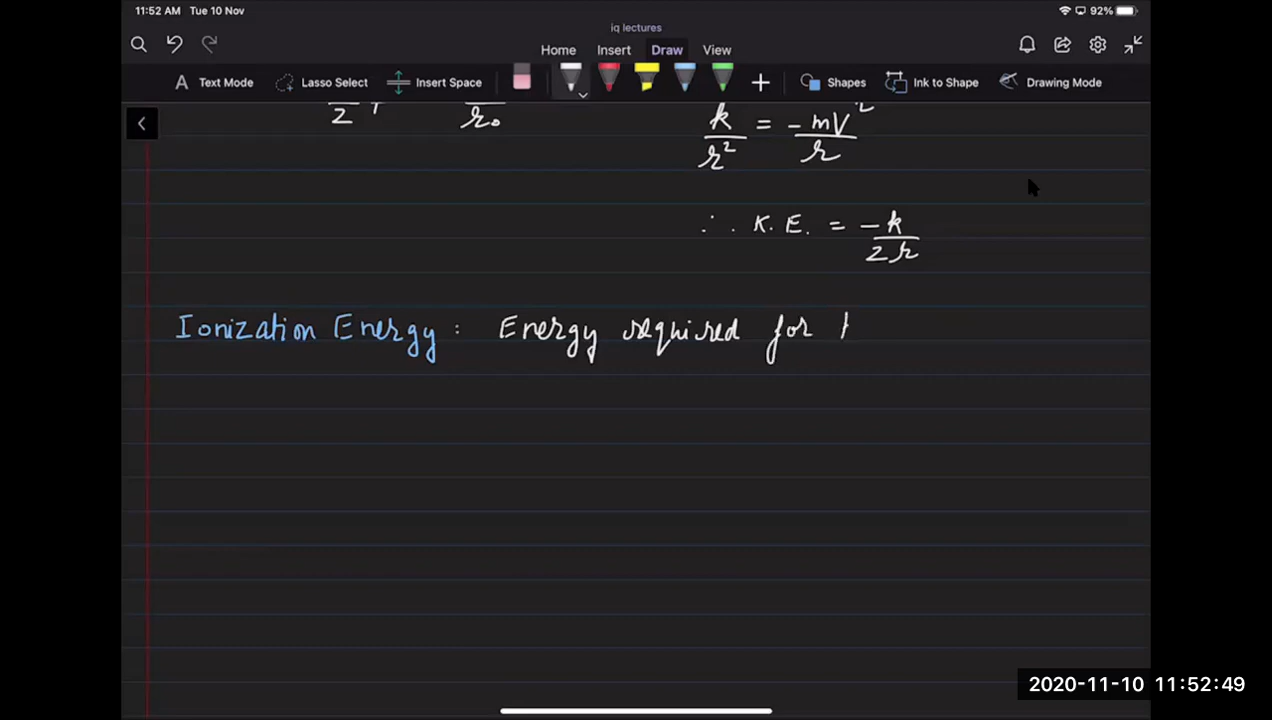 11:52 AM Tue 10 Nov
92%
iq lectures
Home Insert Draw View
Text Mode Lasso Select Insert Space Shapes Ink to Shape Drawing Mode
k/r² = -mV²/r
∴ K.E. = -k/2r
Ionization Energy: Energy required for
2020-11-10 11:52:49